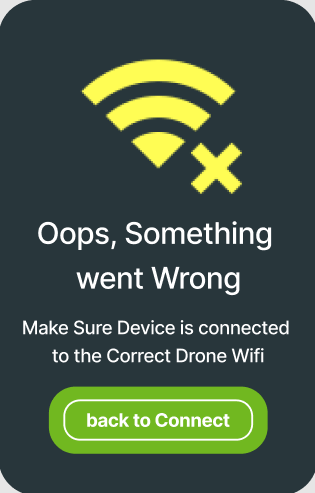 Oops, Something
went Wrong
Make Sure Device is connected
to the Correct Drone Wifi
back to Connect